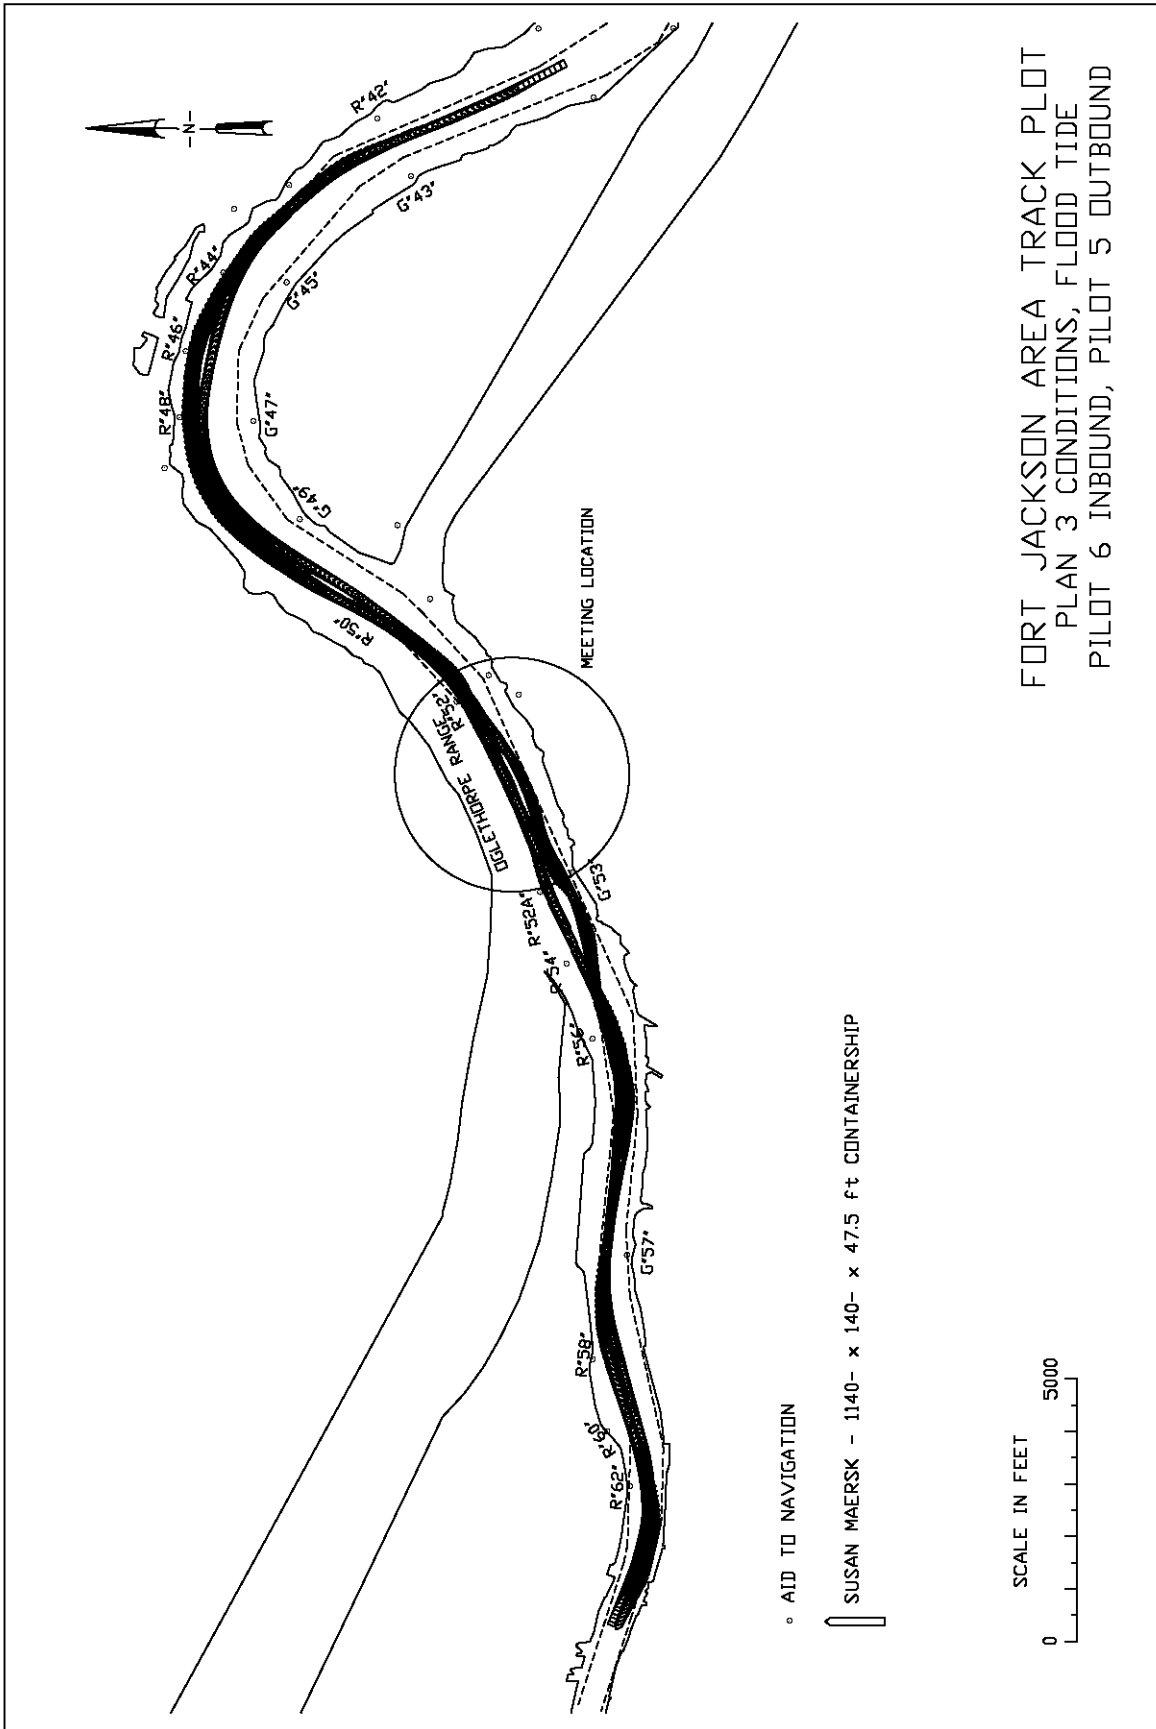 FORT JACKSON AREA TRACK PLOT
PLAN 3 CONDITIONS, FLOOD TIDE
PILOT 6 INBOUND, PILOT 5 OUTBOUND
-N-
R"42"
G"43"
R"44"
G"45"
R"46"
R"48"
G"47"
G"49"
R"50"
MEETING LOCATION
R"52"
OGLETHORPE RANGE
G"53"
R"52A"
R"54"
R"56"
G"57"
R"58"
R"60"
R"62"
AID TO NAVIGATION
SUSAN MAERSK - 1140- x 140- x 47.5 ft CONTAINERSHIP
SCALE IN FEET
0 5000